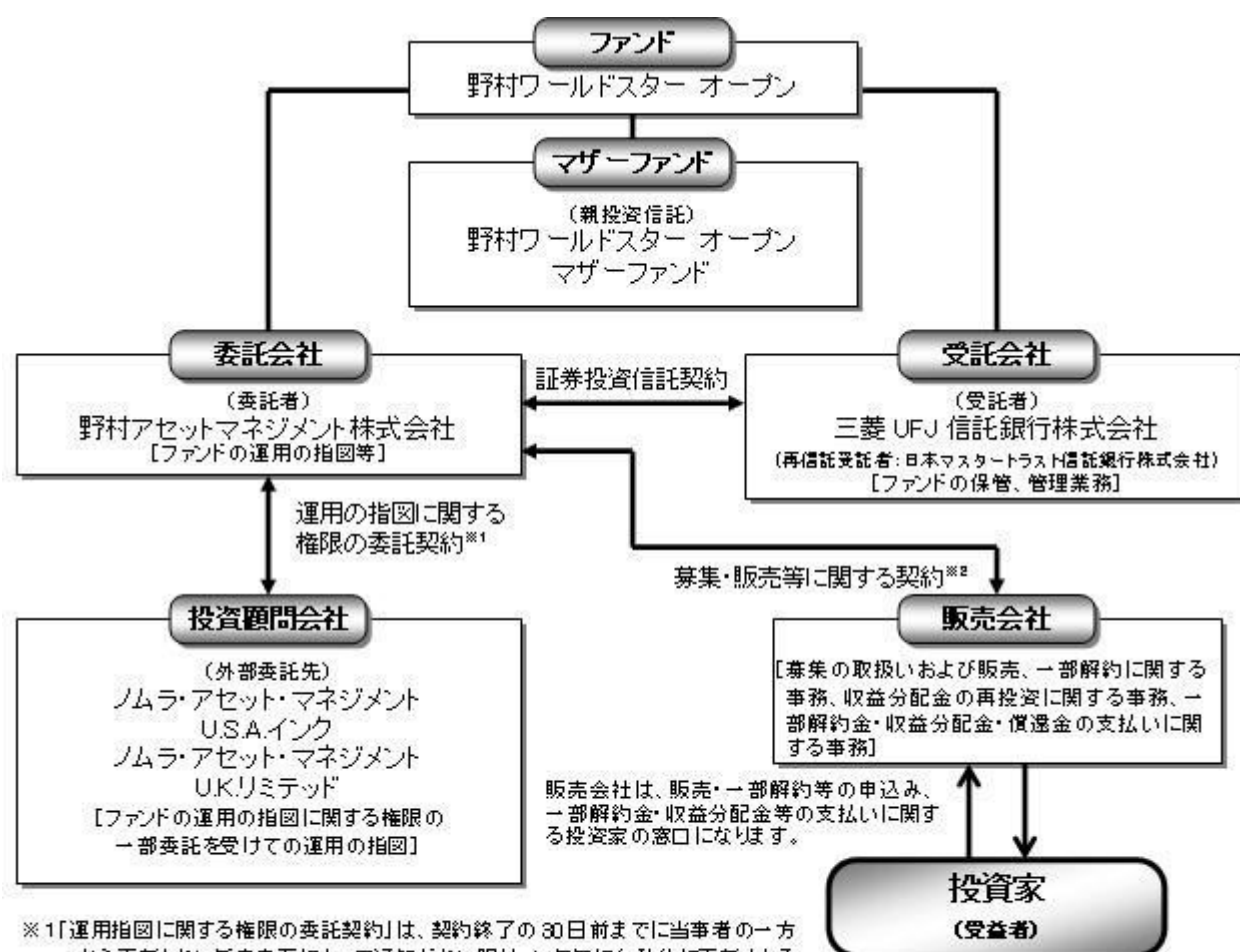 ファンド
野村ワールドスター オープン
マザーファンド
(親投資信託)
野村ワールドスター オープン
マザーファンド
委託会社
(委託者)
野村アセットマネジメント株式会社
[ファンドの運用の指図等]
証券投資信託契約
受託会社
(受託者)
三菱 UFJ 信託銀行株式会社
(再信託受託者:日本マスタートラスト信託銀行株式会社)
[ファンドの保管、管理業務]
運用の指図に関する
権限の委託契約※1
募集・販売等に関する契約※2
投資顧問会社
(外部委託先)
ノムラ・アセット・マネジメント
U.S.A.インク
ノムラ・アセット・マネジメント
U.K.リミテッド
[ファンドの運用の指図に関する権限の
一部委託を受けての運用の指図]
販売会社
[募集の取扱いおよび販売、一部解約に関する
事務、収益分配金の再投資に関する事務、一
部解約金・収益分配金・償還金の支払いに関
する事務]
販売会社は、販売・一部解約等の申込み、
一部解約金・収益分配金等の支払いに関す
る投資家の窓口になります。
投資家
(受益者)
※1「運用指図に関する権限の委託契約」は、契約終了の30日前までに当事者の一方